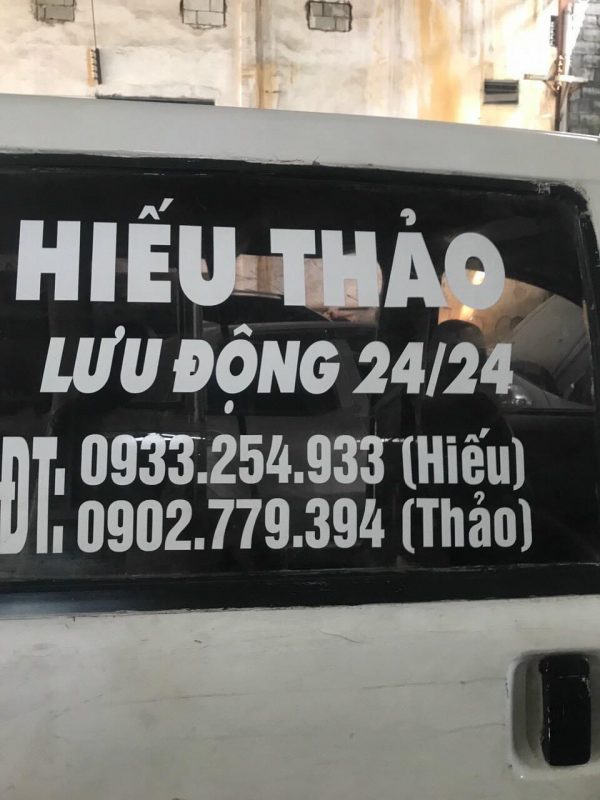 HIẾU THẢO
LƯU ĐỘNG 24/24
ĐT: 0933.254.933 (Hiếu)
0902.779.394 (Thảo)